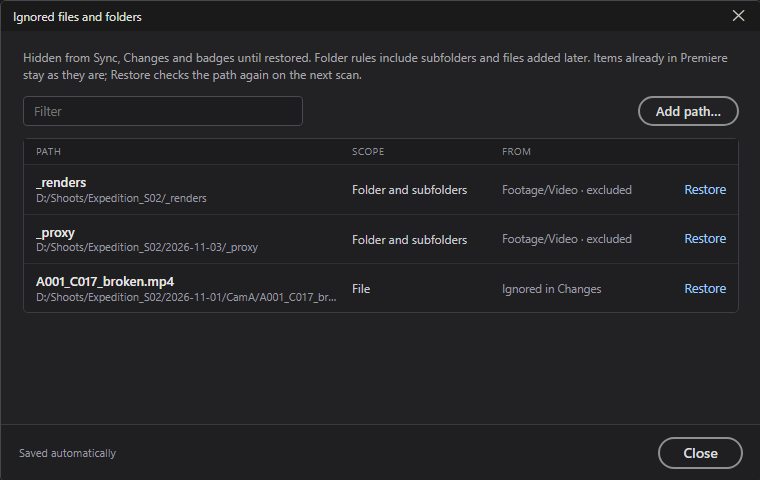 Ignored files and folders
Hidden from Sync, Changes and badges until restored. Folder rules include subfolders and files added later. Items already in Premiere
stay as they are; Restore checks the path again on the next scan.
Filter
Add path...
PATH SCOPE FROM
_renders
D:/Shoots/Expedition_S02/_renders
Folder and subfolders
Footage/Video · excluded
Restore
_proxy
D:/Shoots/Expedition_S02/2026-11-03/_proxy
Folder and subfolders
Footage/Video · excluded
Restore
A001_C017_broken.mp4
D:/Shoots/Expedition_S02/2026-11-01/CamA/A001_C017_br...
File
Ignored in Changes
Restore
Saved automatically
Close